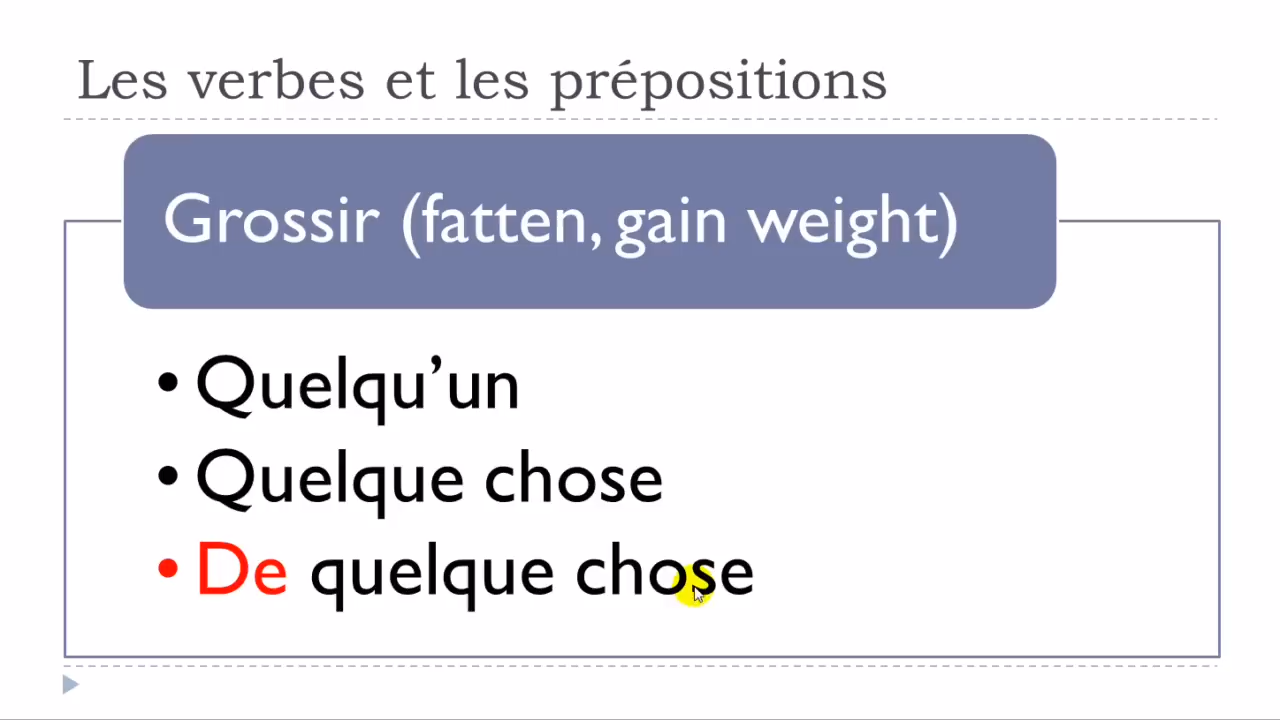 Les verbes et les prépositions
Grossir (fatten, gain weight)
• Quelqu’un
• Quelque chose
• De quelque chose